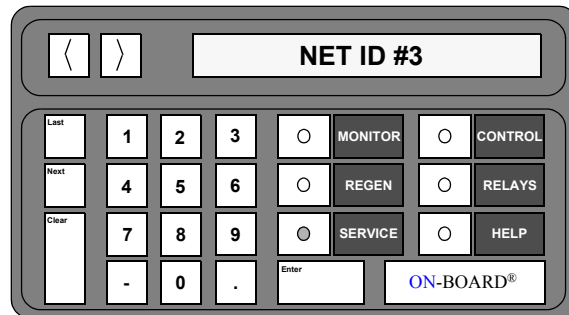 〈 〉 NET ID #3
Last 1 2 3 MONITOR CONTROL
Next 4 5 6 REGEN RELAYS
Clear 7 8 9 SERVICE HELP
- 0 . Enter ON-BOARD®